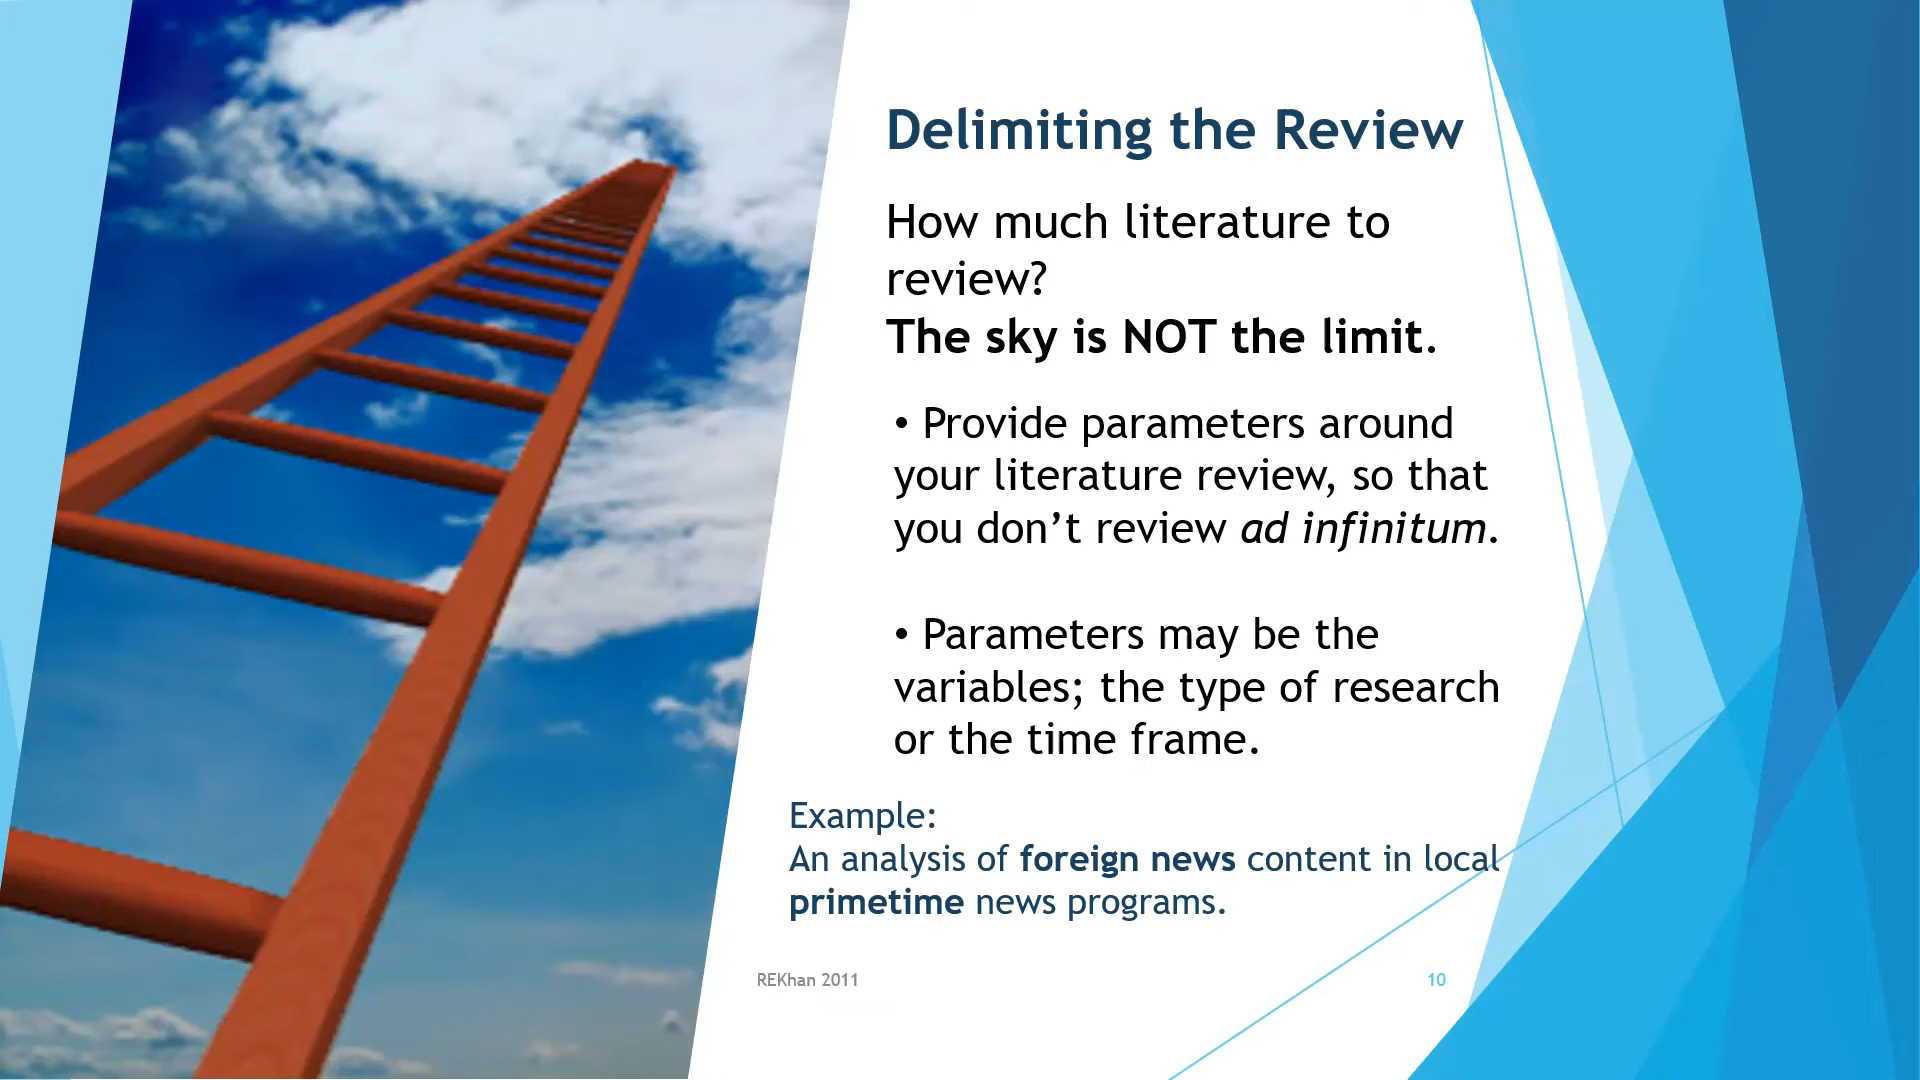 Delimiting the Review
How much literature to
review?
The sky is NOT the limit.
• Provide parameters around
your literature review, so that
you don’t review ad infinitum.
• Parameters may be the
variables; the type of research
or the time frame.
Example:
An analysis of foreign news content in local
primetime news programs.
REKhan 2011
10